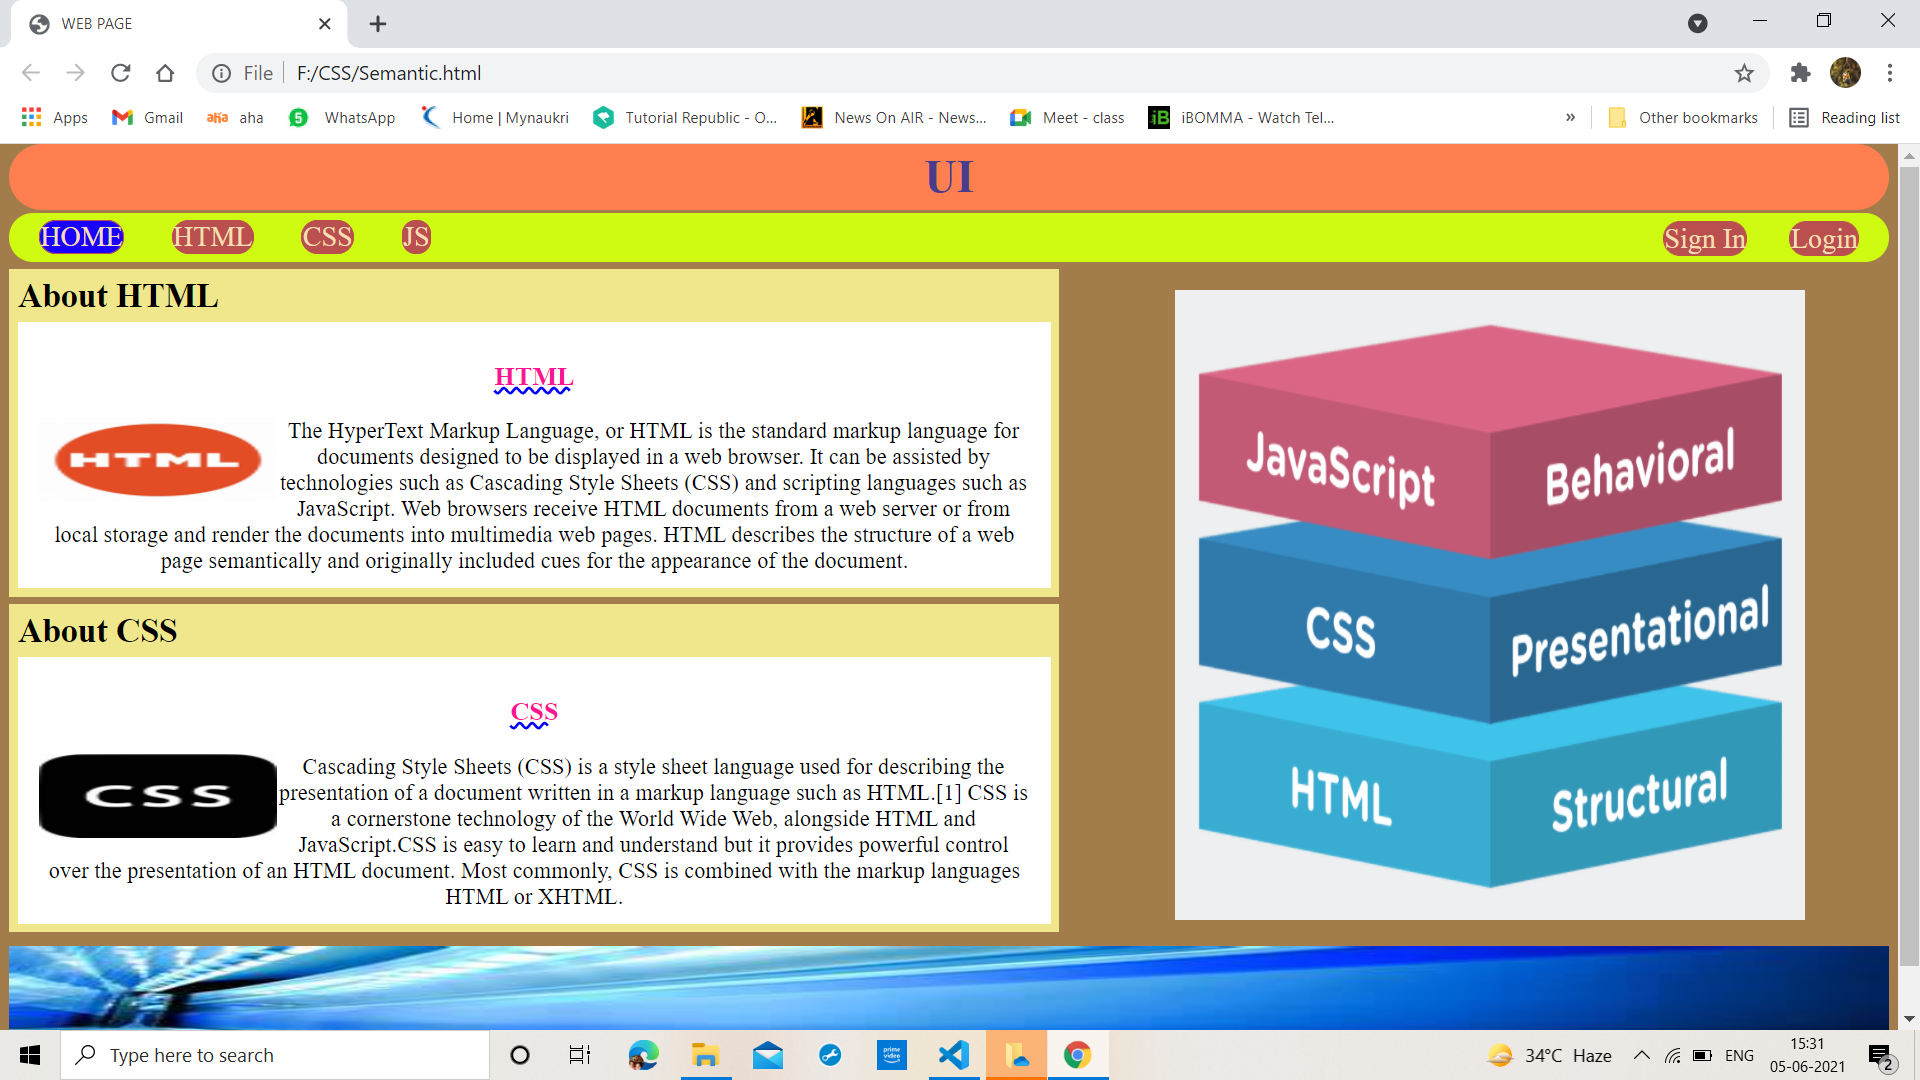 WEB PAGE
File
F:/CSS/Semantic.html
Apps
Gmail
aha
aha
5
WhatsApp
Home | Mynaukri
Tutorial Republic - O...
News On AIR - News...
Meet - class
iB
iBOMMA - Watch Tel...
»
Other bookmarks
Reading list
UI
HOME
HTML
CSS
JS
Sign In
Login
About HTML
HTML
HTML
The HyperText Markup Language, or HTML is the standard markup language for
documents designed to be displayed in a web browser. It can be assisted by
technologies such as Cascading Style Sheets (CSS) and scripting languages such as
JavaScript. Web browsers receive HTML documents from a web server or from
local storage and render the documents into multimedia web pages. HTML describes the structure of a web
page semantically and originally included cues for the appearance of the document.
About CSS
CSS
CSS
Cascading Style Sheets (CSS) is a style sheet language used for describing the
presentation of a document written in a markup language such as HTML.[1] CSS is
a cornerstone technology of the World Wide Web, alongside HTML and
JavaScript.CSS is easy to learn and understand but it provides powerful control
over the presentation of an HTML document. Most commonly, CSS is combined with the markup languages
HTML or XHTML.
JavaScript
Behavioral
CSS
Presentational
HTML
Structural
Type here to search
prime
video
34°C Haze
ENG
15:31
05-06-2021
2